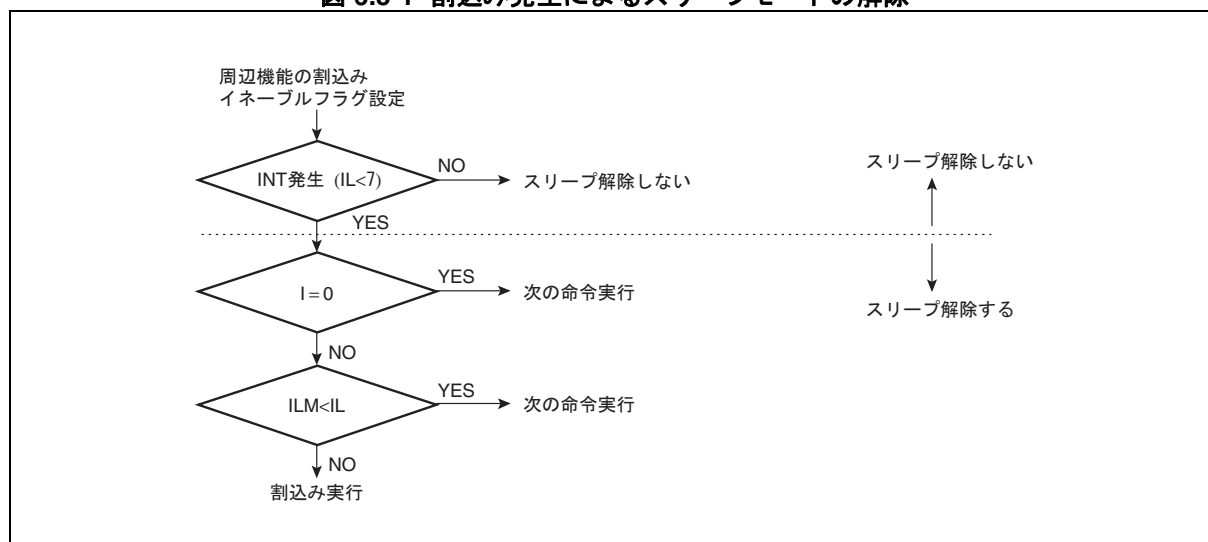 周辺機能の割込み
イネーブルフラグ設定
INT発生 (IL<7)
NO
スリープ解除しない
YES
スリープ解除しない
I=0
YES
次の命令実行
スリープ解除する
NO
ILM<IL
YES
次の命令実行
NO
割込み実行